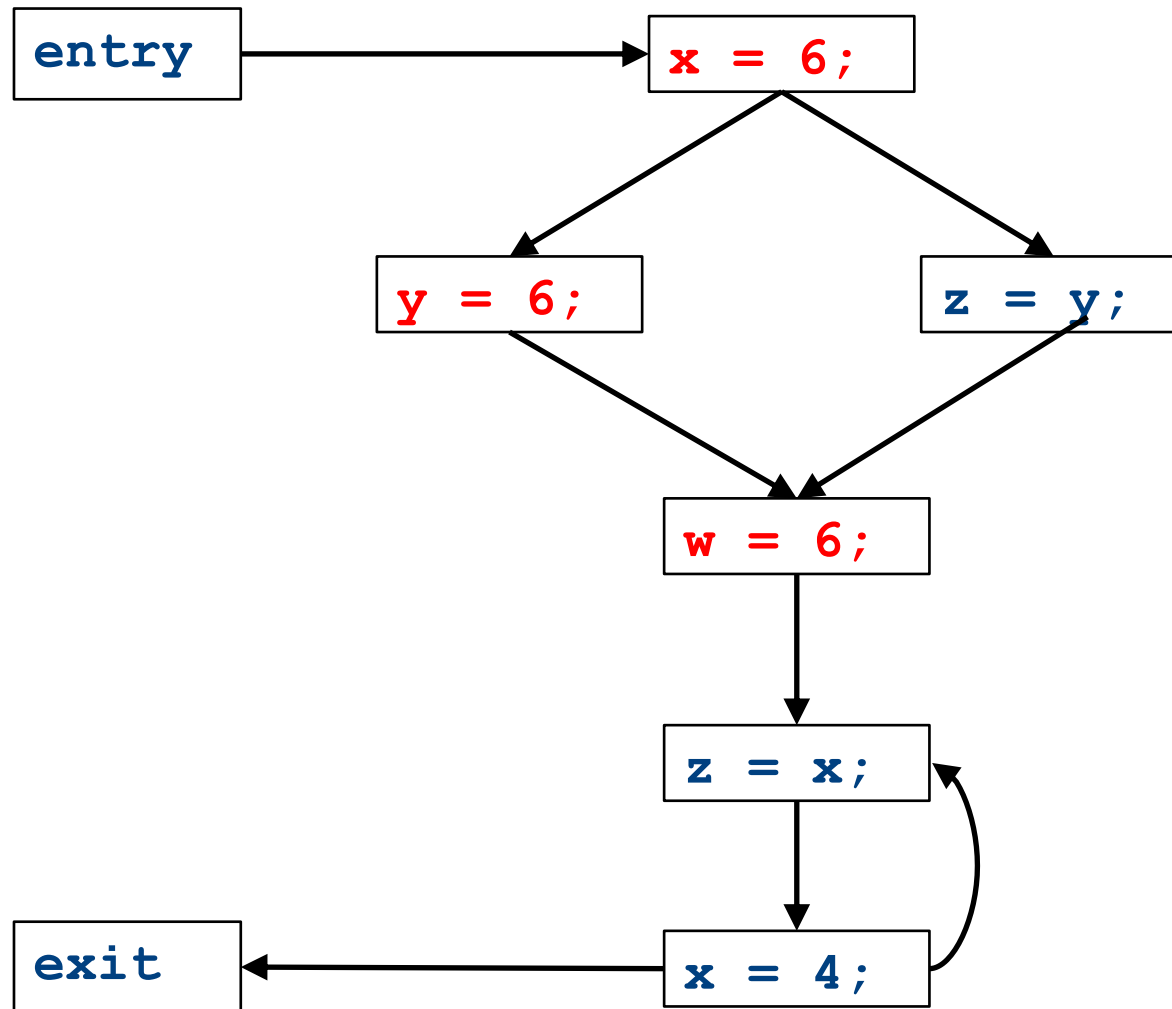 entry
x = 6;
y = 6;
z = y;
w = 6;
z = x;
x = 4;
exit